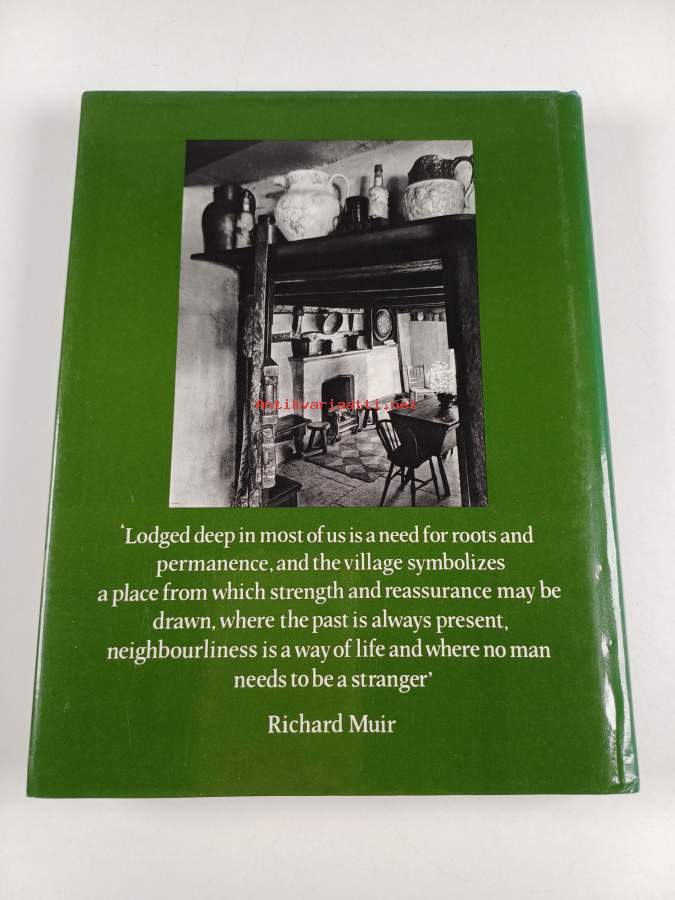 Antikvariaatti.net
‘Lodged deep in most of us is a need for roots and
permanence, and the village symbolizes
a place from which strength and reassurance may be
drawn, where the past is always present,
neighbourliness is a way of life and where no man
needs to be a stranger’
Richard Muir